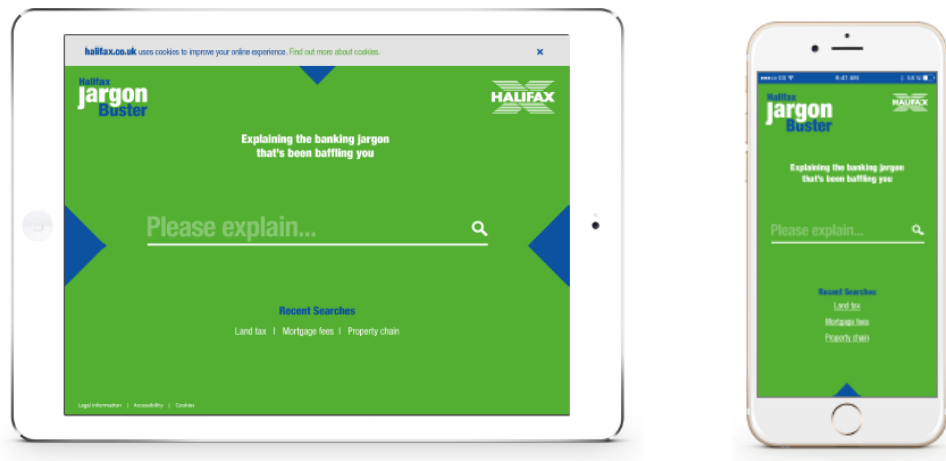 halifax.co.uk uses cookies to improve your online experience. Find out more about cookies.
Halifax
jargon
Buster
HALIFAX
Explaining the banking jargon
that's been baffling you
Please explain...
Recent Searches
Land tax | Mortgage fees | Property chain
Legal information | Accessibility | Cookies
9:41 AM
Halifax
jargon
Buster
HALIFAX
Explaining the banking jargon
that's been baffling you
Please explain...
Recent Searches
Land tax
Mortgage fees
Property chain